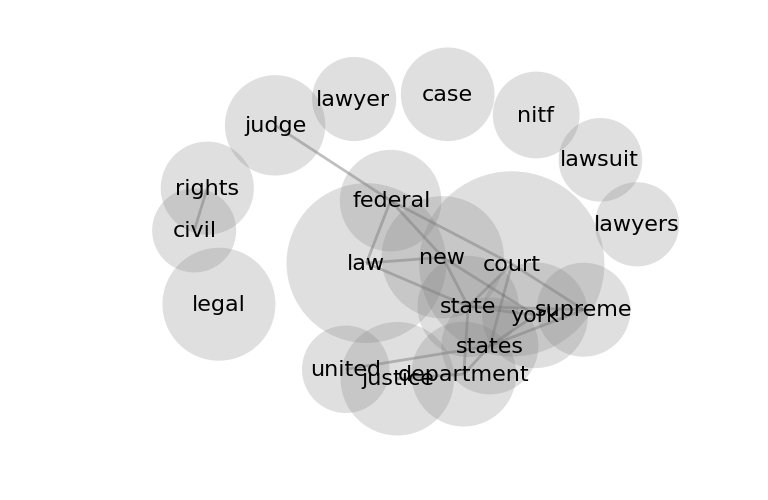 case
lawyer
nitf
judge
lawsuit
rights
federal
lawyers
civil
new
law
court
legal
state
supreme
york
states
united
justice
department